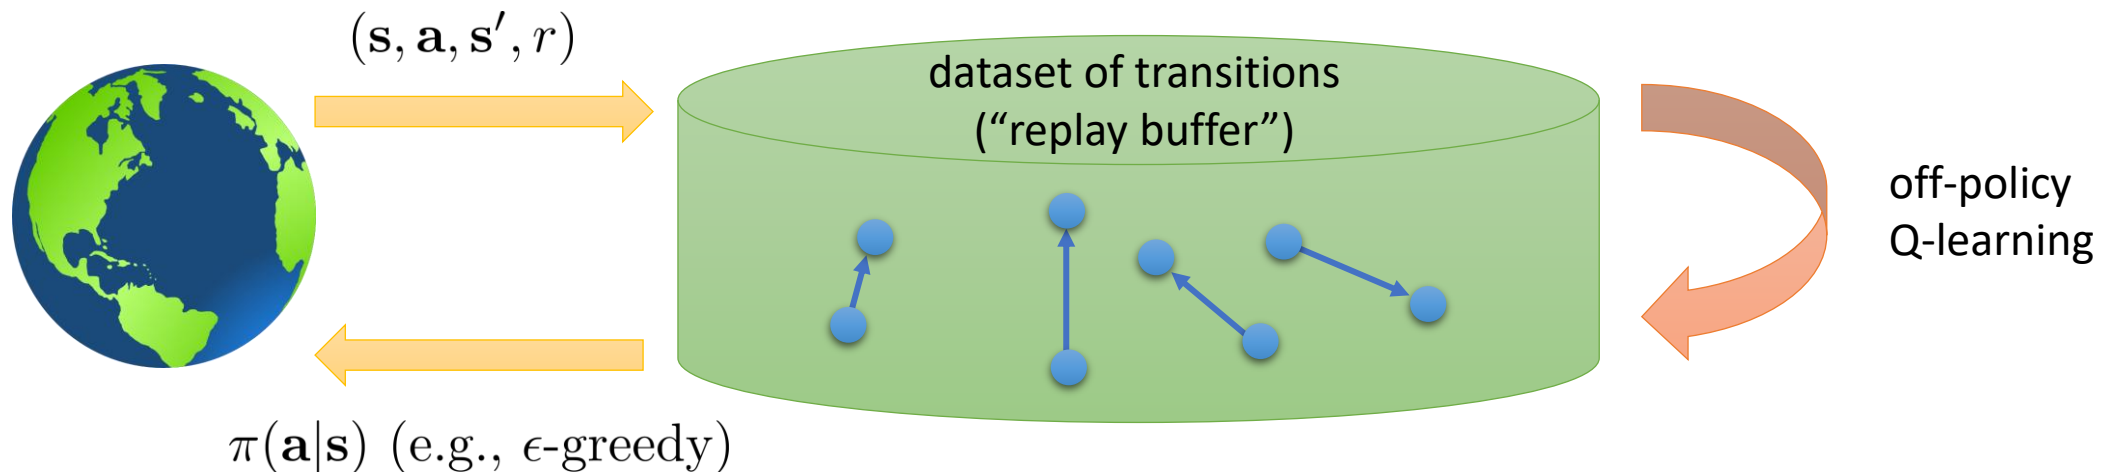 (s, a, s′, r)
dataset of transitions
(“replay buffer”)
off-policy
Q-learning
π(a|s) (e.g., ϵ-greedy)